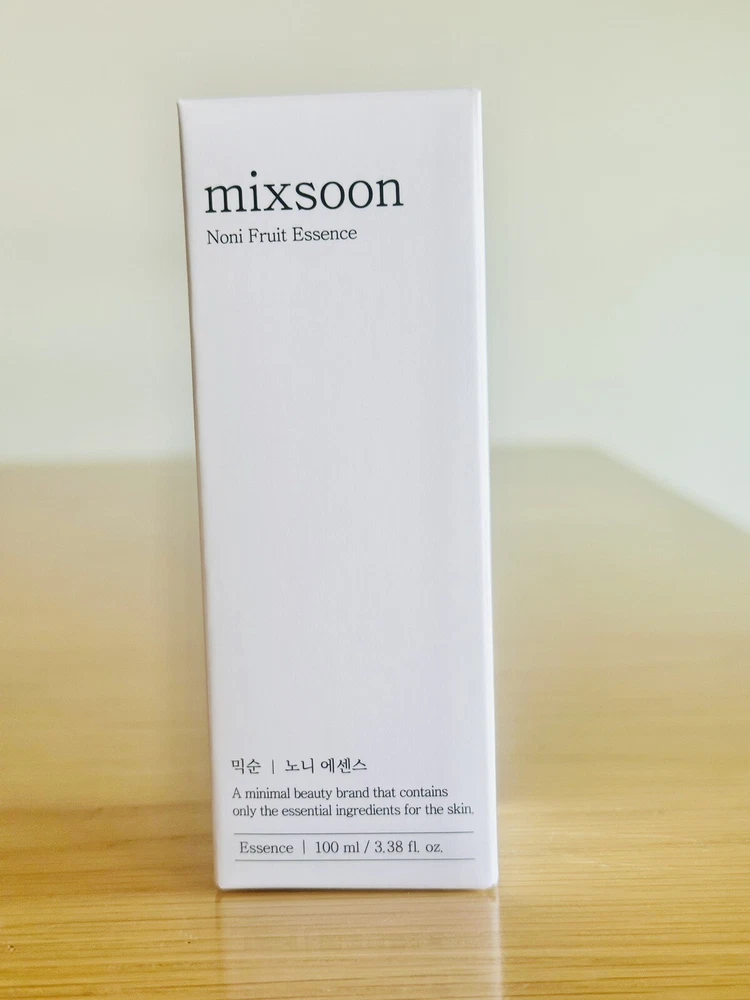 mixsoon
Noni Fruit Essence
믹순 | 노니 에센스
A minimal beauty brand that contains
only the essential ingredients for the skin.
Essence | 100 ml / 3.38 fl. oz.